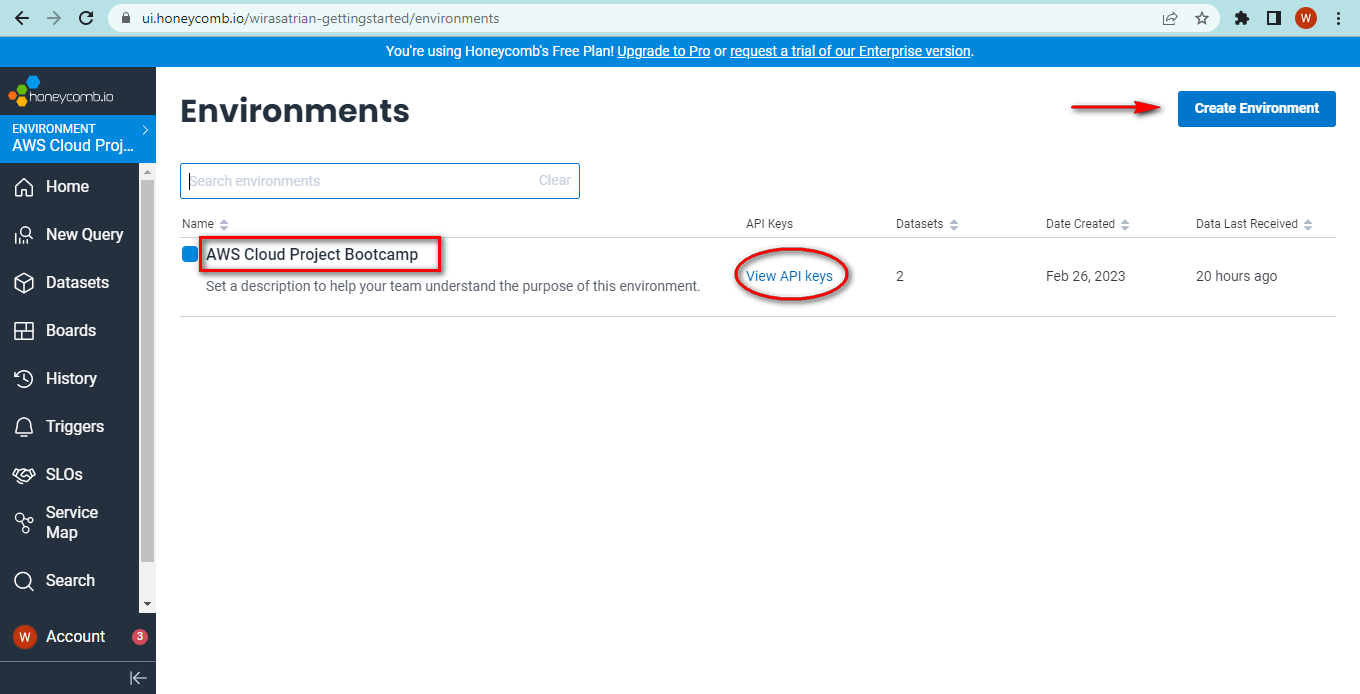 ui.honeycomb.io/wirasatrian-gettingstarted/environments
W
You're using Honeycomb's Free Plan! Upgrade to Pro or request a trial of our Enterprise version.
honeycomb.io
ENVIRONMENT
AWS Cloud Proj...
Home
New Query
Datasets
Boards
History
Triggers
SLOs
Service
Map
Search
W Account 3
Environments
Create Environment
Search environments Clear
Name API Keys Datasets Date Created Data Last Received
AWS Cloud Project Bootcamp
Set a description to help your team understand the purpose of this environment.
View API keys 2 Feb 26, 2023 20 hours ago